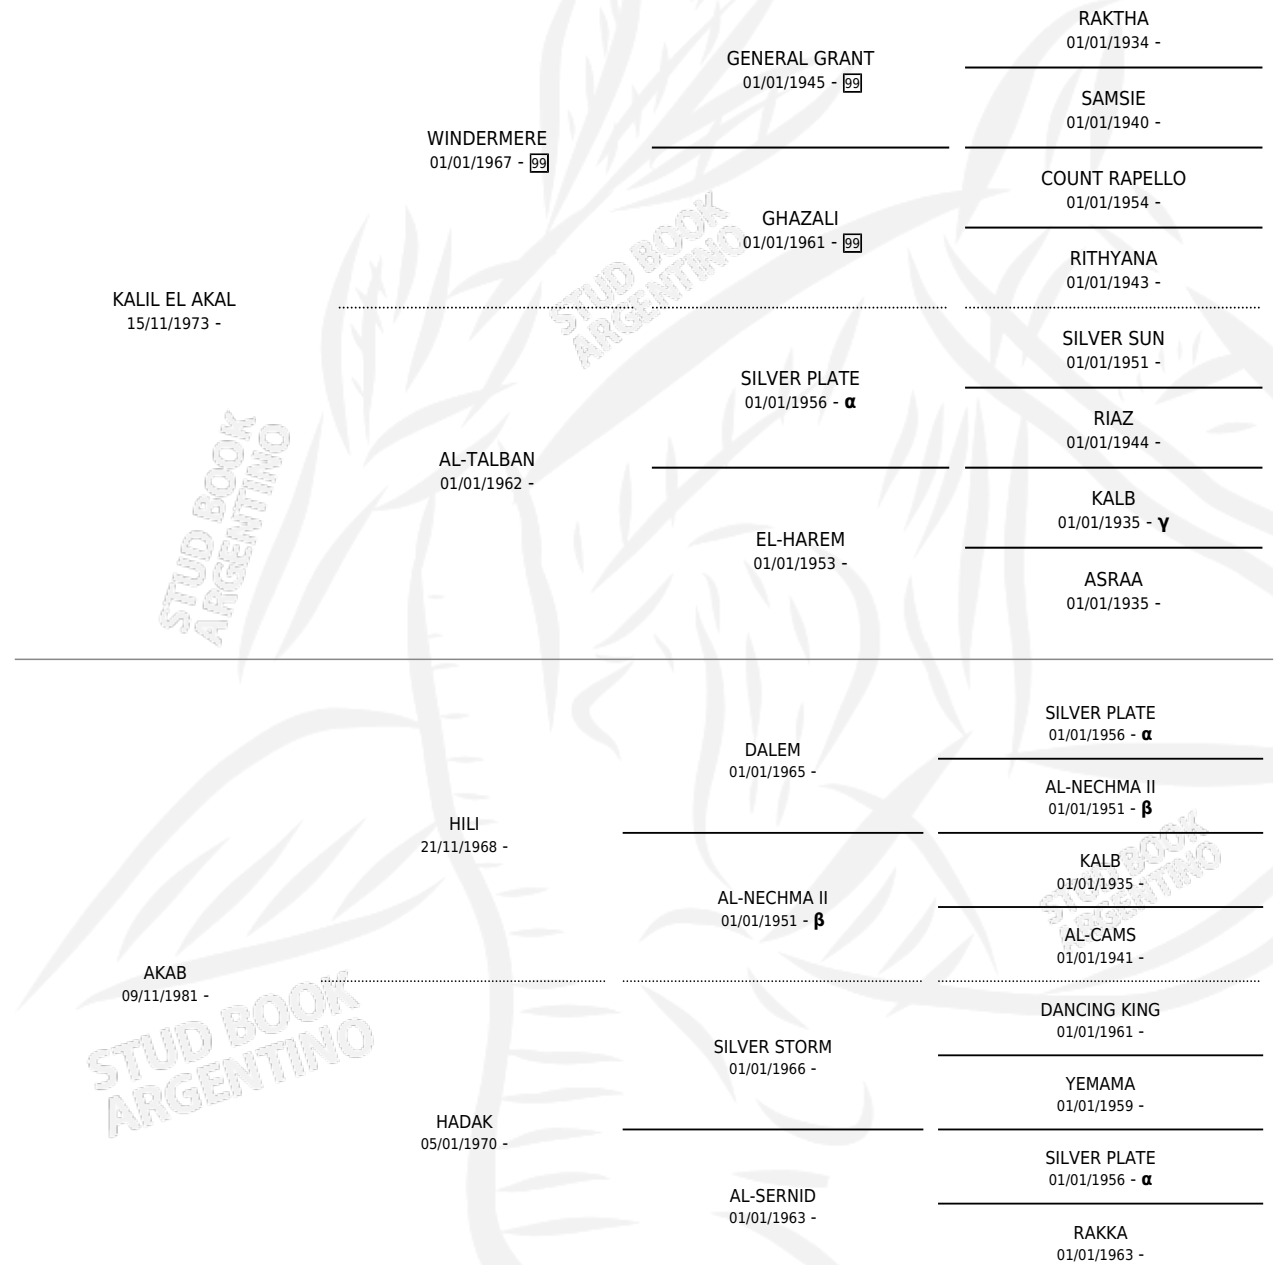 RAKTHA
01/01/1934 -
GENERAL GRANT
01/01/1945 - 99
SAMSIE
01/01/1940 -
WINDERMERE
01/01/1967 - 99
COUNT RAPELLO
01/01/1954 -
GHAZALI
01/01/1961 - 99
RITHYANA
01/01/1943 -
KALIL EL AKAL
15/11/1973 -
SILVER SUN
01/01/1951 -
SILVER PLATE
01/01/1956 - α
RIAZ
01/01/1944 -
AL-TALBAN
01/01/1962 -
KALB
01/01/1935 - γ
EL-HAREM
01/01/1953 -
ASRAA
01/01/1935 -
STUD BOOK
ARGENTINO
STUD BOOK
ARGENTINO
SILVER PLATE
01/01/1956 - α
DALEM
01/01/1965 -
AL-NECHMA II
01/01/1951 - β
HILI
21/11/1968 -
KALB
01/01/1935 -
AL-NECHMA II
01/01/1951 - β
AL-CAMS
01/01/1941 -
STUD BOOK
ARGENTINO
AKAB
09/11/1981 -
STUD BOOK
ARGENTINO
DANCING KING
01/01/1961 -
SILVER STORM
01/01/1966 -
YEMAMA
01/01/1959 -
HADAK
05/01/1970 -
SILVER PLATE
01/01/1956 - α
AL-SERNID
01/01/1963 -
RAKKA
01/01/1963 -